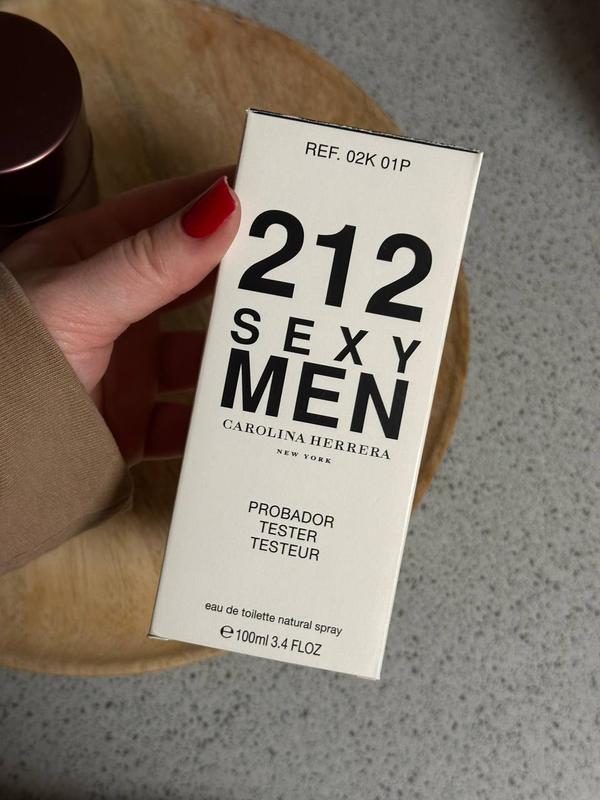 REF. 02K 01P
212
SEXY
MEN
CAROLINA HERRERA
NEW YORK
PROBADOR
TESTER
TESTEUR
eau de toilette natural spray
℮100ml 3.4 FLOZ